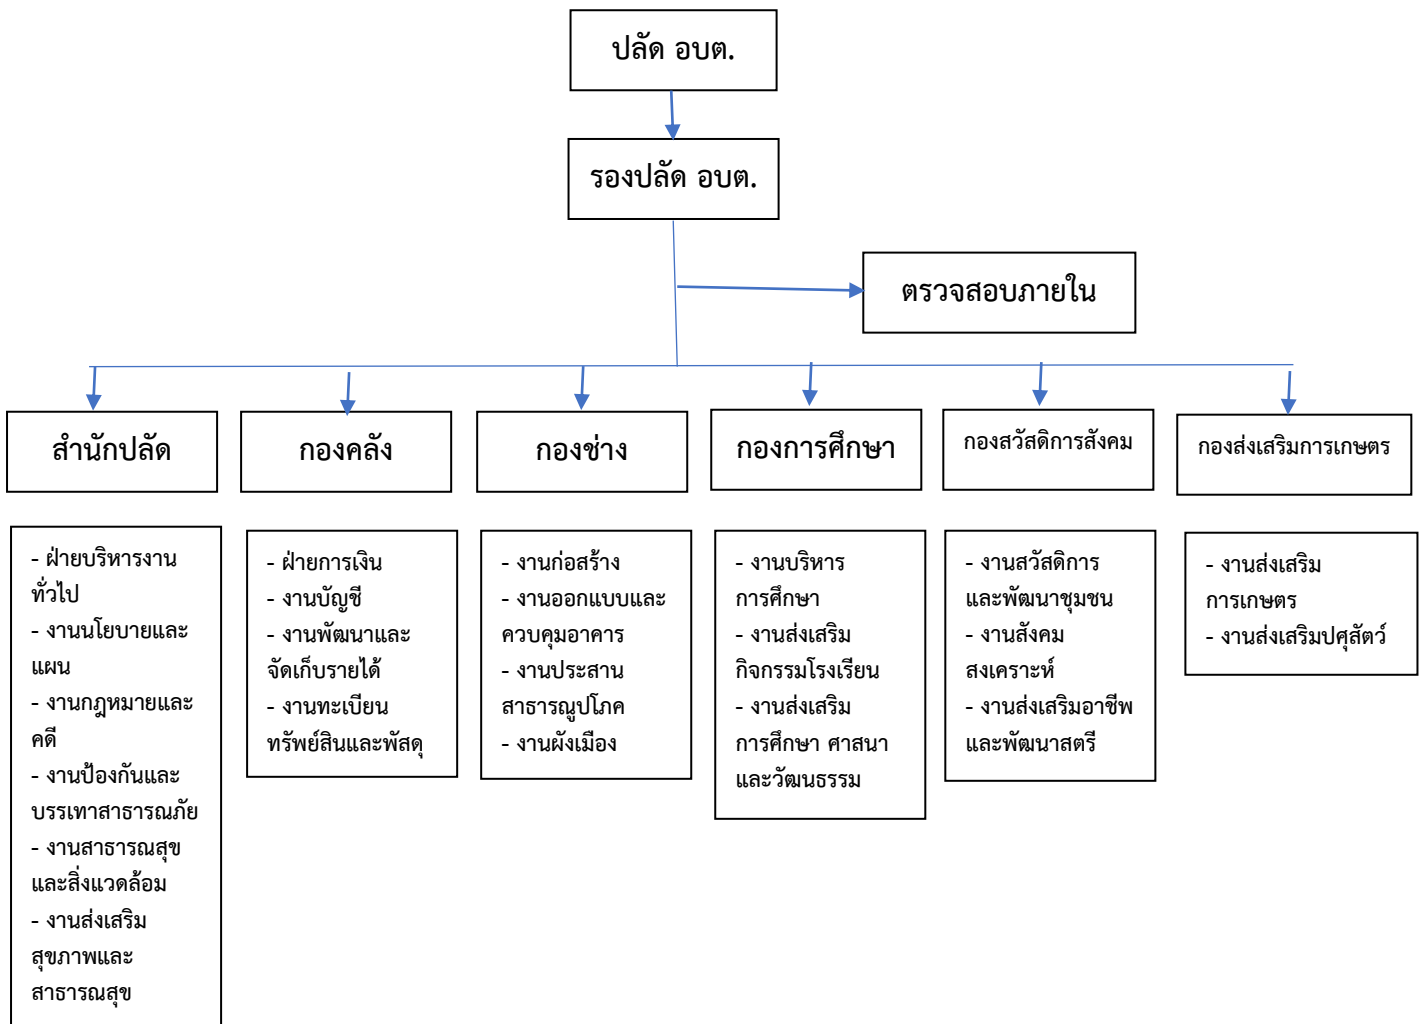 ปลัด อบต.
รองปลัด อบต.
ตรวจสอบภายใน
สำนักปลัด
กองคลัง
กองช่าง
กองการศึกษา
กองสวัสดิการสังคม
กองส่งเสริมการเกษตร
- ฝ่ายบริหารงาน
ทั่วไป
- งานนโยบายและ
แผน
- งานกฎหมายและ
คดี
- งานป้องกันและ
บรรเทาสาธารณภัย
- งานสาธารณสุข
และสิ่งแวดล้อม
- งานส่งเสริม
สุขภาพและ
สาธารณสุข
- ฝ่ายการเงิน
- งานบัญชี
- งานพัฒนาและ
จัดเก็บรายได้
- งานทะเบียน
ทรัพย์สินและพัสดุ
- งานก่อสร้าง
- งานออกแบบและ
ควบคุมอาคาร
- งานประสาน
สาธารณูปโภค
- งานผังเมือง
- งานบริหาร
การศึกษา
- งานส่งเสริม
กิจกรรมโรงเรียน
- งานส่งเสริม
การศึกษา ศาสนา
และวัฒนธรรม
- งานสวัสดิการ
และพัฒนาชุมชน
- งานสังคม
สงเคราะห์
- งานส่งเสริมอาชีพ
และพัฒนาสตรี
- งานส่งเสริม
การเกษตร
- งานส่งเสริมปศุสัตว์